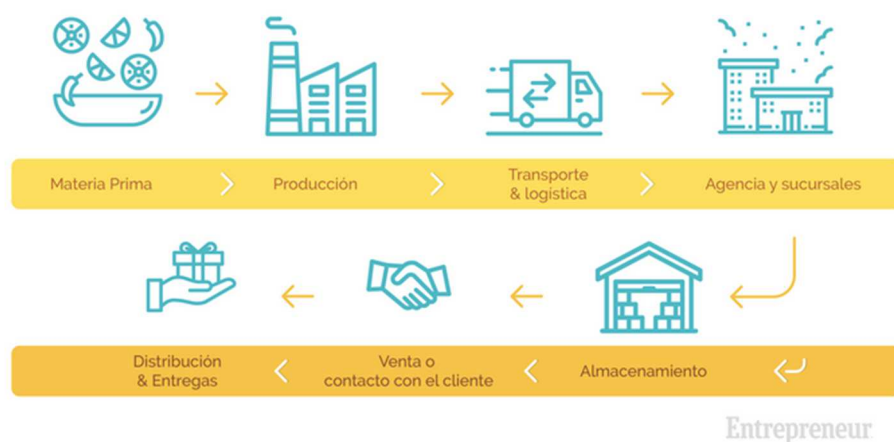 Materia Prima
Producción
Transporte
& logística
Agencia y sucursales
Almacenamiento
Venta o
contacto con el cliente
Distribución
& Entregas
Entrepreneur